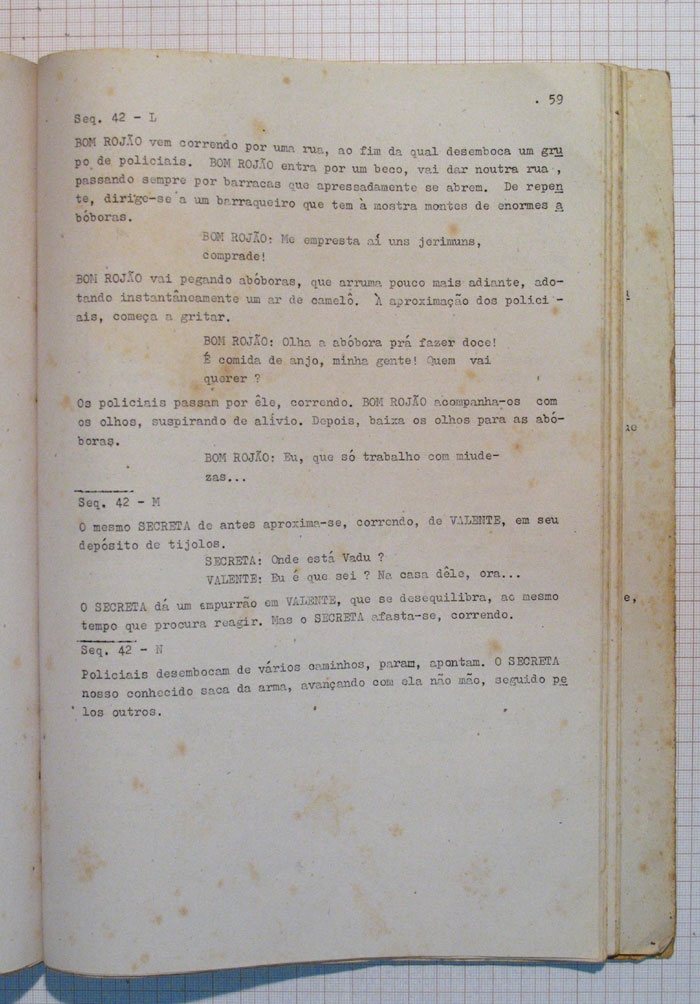 . 59
Seq. 42 - L
BOM ROJÃO vem correndo por uma rua, ao fim da qual desemboca um gru
po de policiais. BOM ROJÃO entra por um beco, vai dar noutra rua ,
passando sempre por barracas que apressadamente se abrem. De repen
te, dirige-se a um barraqueiro que tem à mostra montes de enormes a
bóboras.
BOM ROJÃO: Me empresta aí uns jerimuns,
comprade!
BOM ROJÃO vai pegando abóboras, que arruma pouco mais adiante, ado-
tando instantâneamente um ar de camelô. À aproximação dos polici -
ais, começa a gritar.
BOM ROJÃO: Olha a abóbora prá fazer doce!
É comida de anjo, minha gente! Quem vai
querer ?
Os policiais passam por êle, correndo. BOM ROJÃO acompanha-os com
os olhos, suspirando de alívio. Depois, baixa os olhos para as abó-
boras.
BOM ROJÃO: Eu, que só trabalho com miude-
zas...
Seq. 42 - M
O mesmo SECRETA de antes aproxima-se, correndo, de VALENTE, em seu
depósito de tijolos.
SECRETA: Onde está Vadu ?
VALENTE: Eu é que sei ? Na casa dêle, ora...
O SECRETA dá um empurrão em VALENTE, que se desequilibra, ao mesmo
tempo que procura reagir. Mas o SECRETA afasta-se, correndo.
Seq. 42 - N
Policiais desembocam de vários caminhos, param, apontam. O SECRETA
nosso conhecido saca da arma, avançando com ela não mão, seguido pe
los outros.
e,